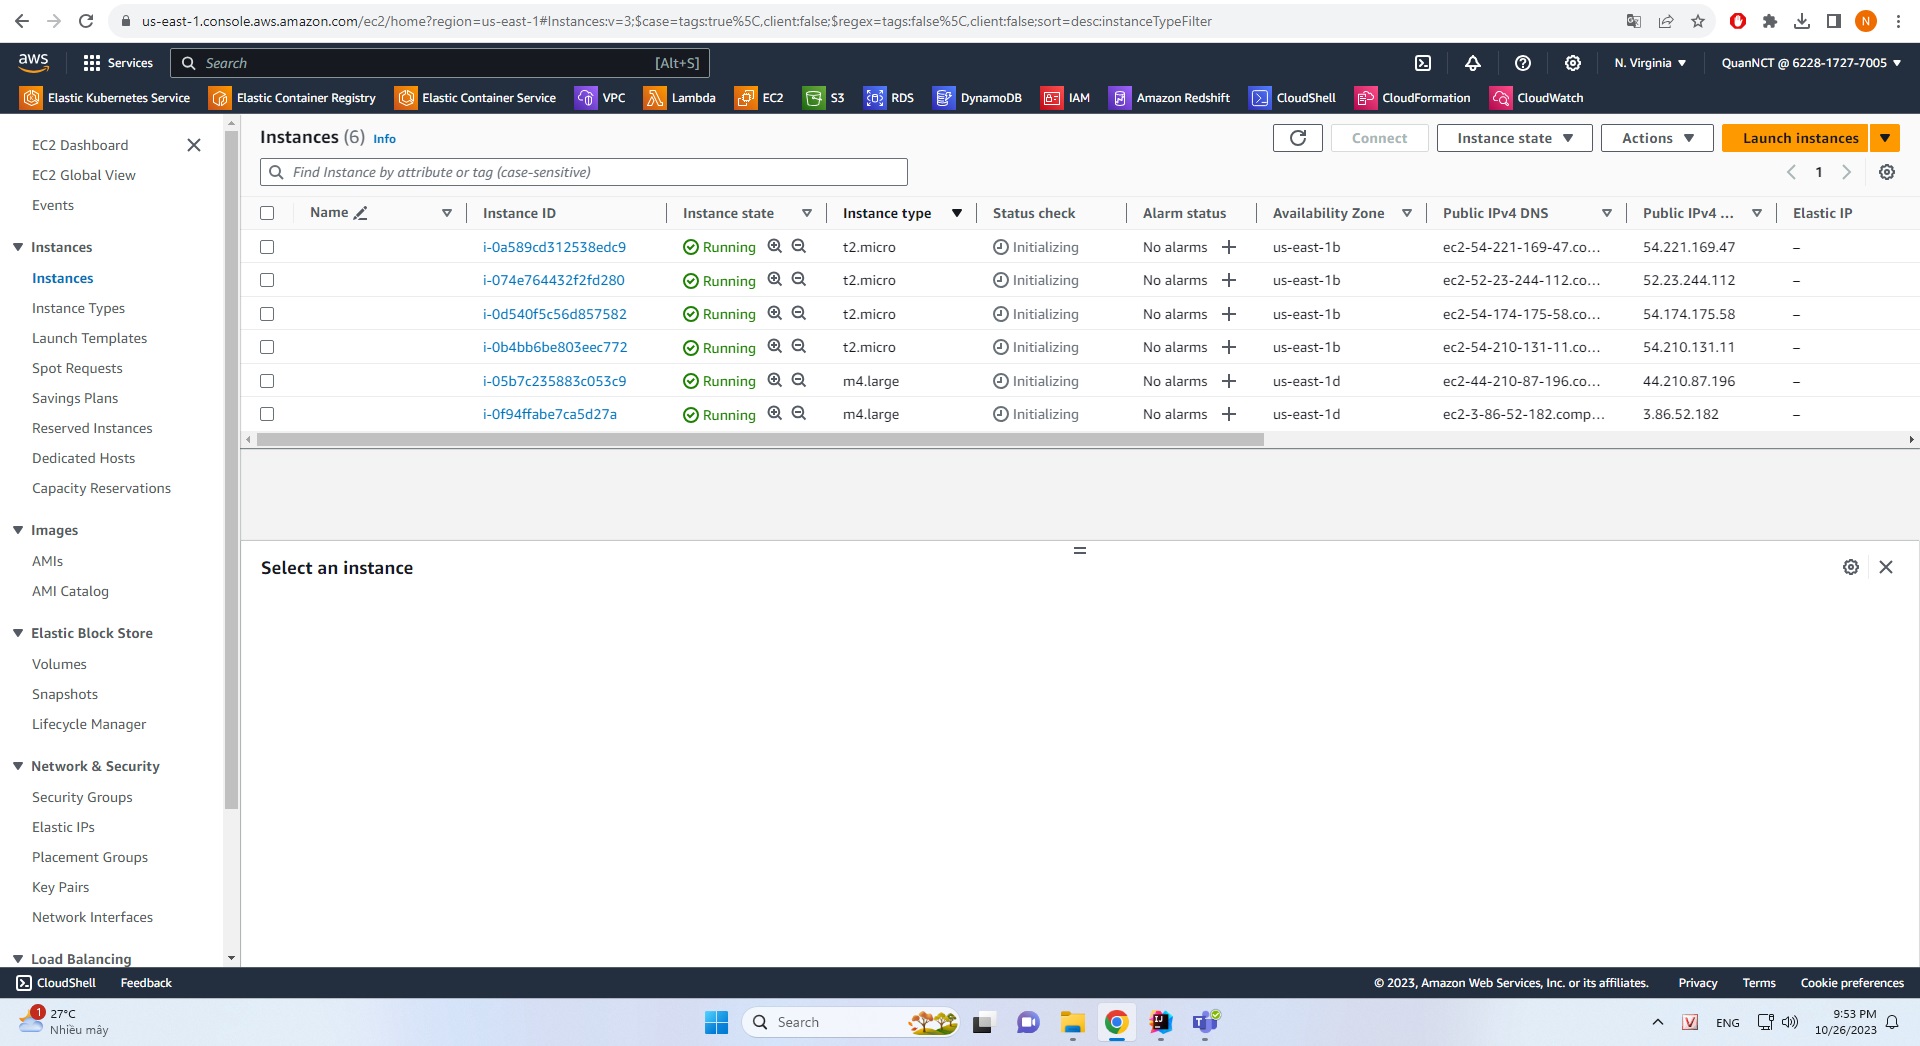 us-east-1.console.aws.amazon.com/ec2/home?region=us-east-1#Instances:v=3;$case=tags:true%5C,client:false;$regex=tags:false%5C,client:false;sort=desc:instanceTypeFilter
N
aws Services Search [Alt+S] N. Virginia QuanNCT @ 6228-1727-7005
Elastic Kubernetes Service Elastic Container Registry Elastic Container Service VPC Lambda EC2 S3 RDS DynamoDB IAM Amazon Redshift CloudShell CloudFormation CloudWatch
EC2 Dashboard
EC2 Global View
Events
Instances
Instances
Instance Types
Launch Templates
Spot Requests
Savings Plans
Reserved Instances
Dedicated Hosts
Capacity Reservations
Images
AMIs
AMI Catalog
Elastic Block Store
Volumes
Snapshots
Lifecycle Manager
Network & Security
Security Groups
Elastic IPs
Placement Groups
Key Pairs
Network Interfaces
Load Balancing
Instances (6) Info
Connect Instance state Actions Launch instances
Find Instance by attribute or tag (case-sensitive)
1
Name Instance ID Instance state Instance type Status check Alarm status Availability Zone Public IPv4 DNS Public IPv4 ... Elastic IP
i-0a589cd312538edc9 Running t2.micro Initializing No alarms + us-east-1b ec2-54-221-169-47.co... 54.221.169.47 –
i-074e764432f2fd280 Running t2.micro Initializing No alarms + us-east-1b ec2-52-23-244-112.co... 52.23.244.112 –
i-0d540f5c56d857582 Running t2.micro Initializing No alarms + us-east-1b ec2-54-174-175-58.co... 54.174.175.58 –
i-0b4bb6be803eec772 Running t2.micro Initializing No alarms + us-east-1b ec2-54-210-131-11.co... 54.210.131.11 –
i-05b7c235883c053c9 Running m4.large Initializing No alarms + us-east-1d ec2-44-210-87-196.co... 44.210.87.196 –
i-0f94ffabe7ca5d27a Running m4.large Initializing No alarms + us-east-1d ec2-3-86-52-182.comp... 3.86.52.182 –
Select an instance
CloudShell Feedback © 2023, Amazon Web Services, Inc. or its affiliates. Privacy Terms Cookie preferences
1
27°C
Nhiều mây
Search
V ENG
9:53 PM
10/26/2023